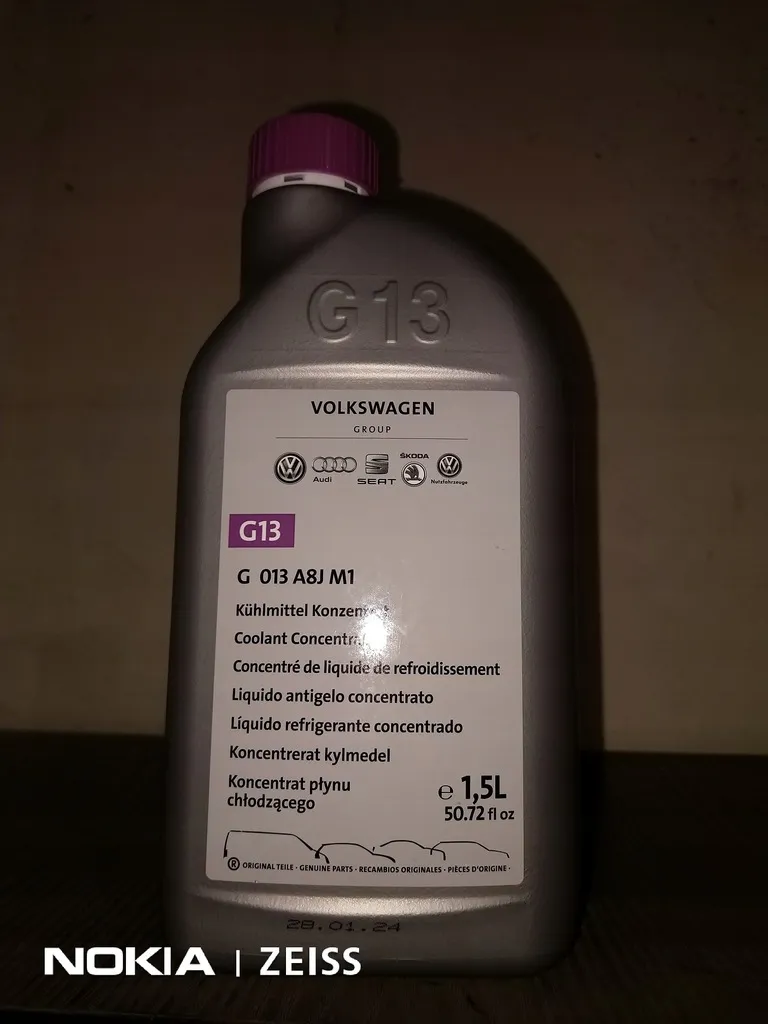 G13
VOLKSWAGEN
GROUP
Audi
SEAT
ŠKODA
Nutzfahrzeuge
G13
G 013 A8J M1
Kühlmittel
Coolant
Concentré de liquide de refroidissement
Liquido antigelo concentrato
Líquido refrigerante concentrado
Koncentrerat kylmedel
Koncentrat płynu
chłodzącego
e 1,5L
50.72 fl oz
® ORIGINAL TEILE · GENUINE PARTS · RECAMBIOS ORIGINALES · PIÈCES D'ORIGINE ·
28.01.24
NOKIA | ZEISS